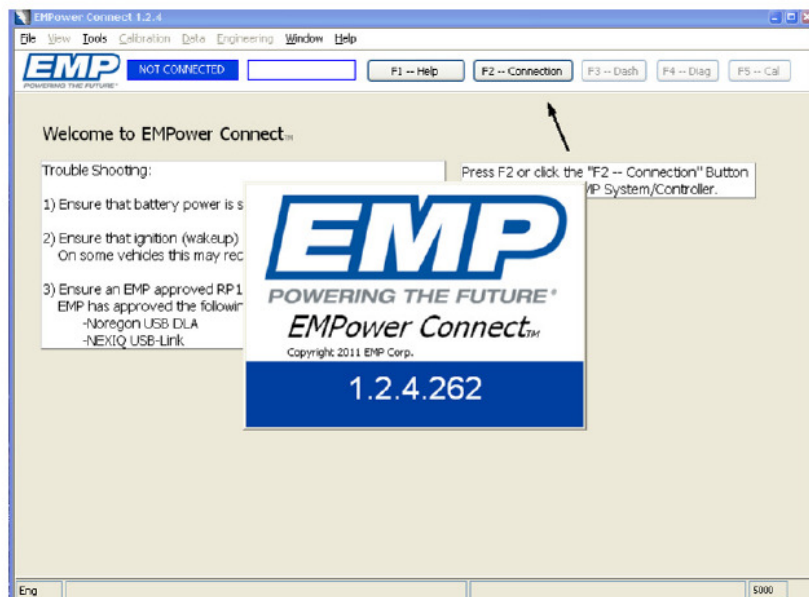 EMPower Connect 1.2.4
File View Tools Calibration Data Engineering Window Help
EMP
POWERING THE FUTURE®
NOT CONNECTED
F1 -- Help
F2 -- Connection
F3 -- Dash
F4 -- Diag
F5 -- Cal
Welcome to EMPower Connect™
Trouble Shooting:
1) Ensure that battery power is s
2) Ensure that ignition (wakeup)
On some vehicles this may rec
3) Ensure an EMP approved RP1
EMP has approved the followin
-Noregon USB DLA
-NEXIQ USB-Link
Press F2 or click the "F2 -- Connection" Button
MP System/Controller.
EMP
POWERING THE FUTURE®
EMPower Connect™
Copyright 2011 EMP Corp.
1.2.4.262
Eng
5000